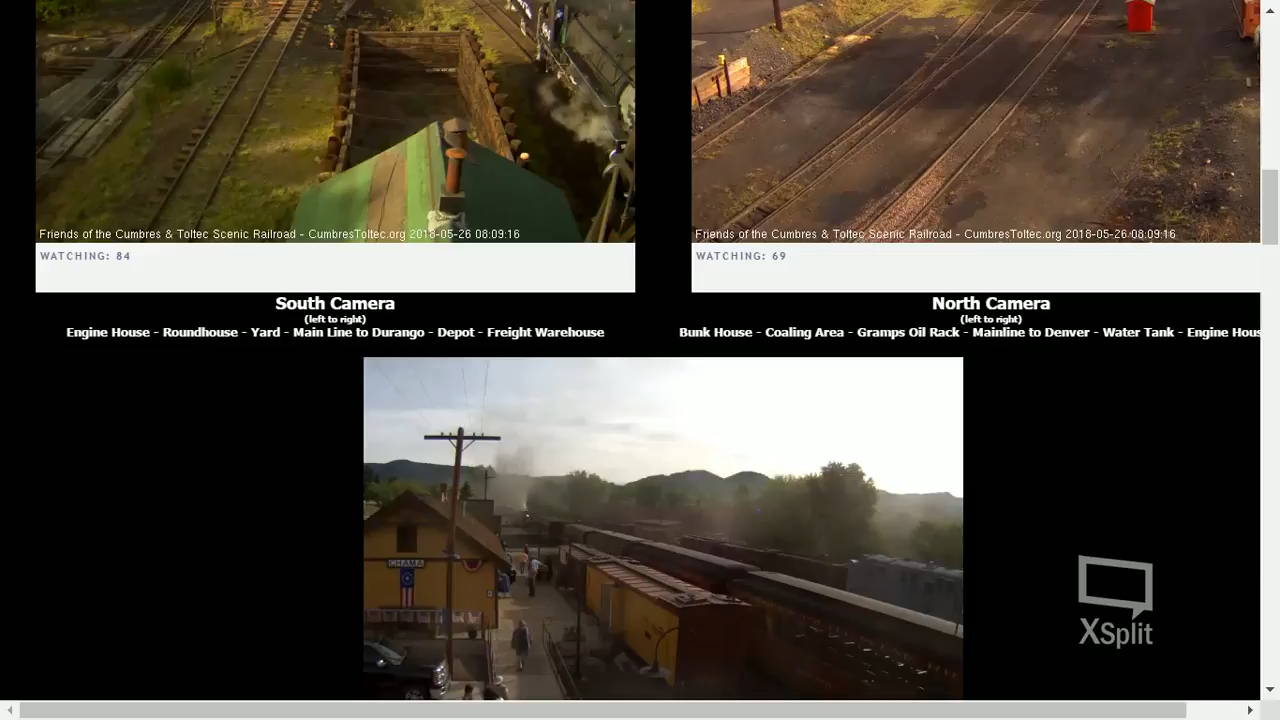 Friends of the Cumbres & Toltec Scenic Railroad - CumbresToltec.org 2018-05-26 08:09:16
Friends of the Cumbres & Toltec Scenic Railroad - CumbresToltec.org 2018-05-26 08:09:16
WATCHING: 84
WATCHING: 69
South Camera
(left to right)
Engine House - Roundhouse - Yard - Main Line to Durango - Depot - Freight Warehouse
North Camera
(left to right)
Bunk House - Coaling Area - Gramps Oil Rack - Mainline to Denver - Water Tank - Engine Hous
CHAMA
XSplit